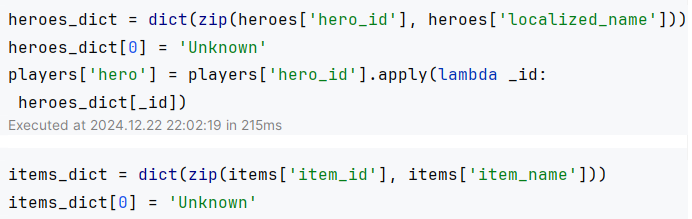 heroes_dict = dict(zip(heroes['hero_id'], heroes['localized_name']))
heroes_dict[0] = 'Unknown'
players['hero'] = players['hero_id'].apply(lambda _id:
 heroes_dict[_id])
Executed at 2024.12.22 22:02:19 in 215ms
items_dict = dict(zip(items['item_id'], items['item_name']))
items_dict[0] = 'Unknown'